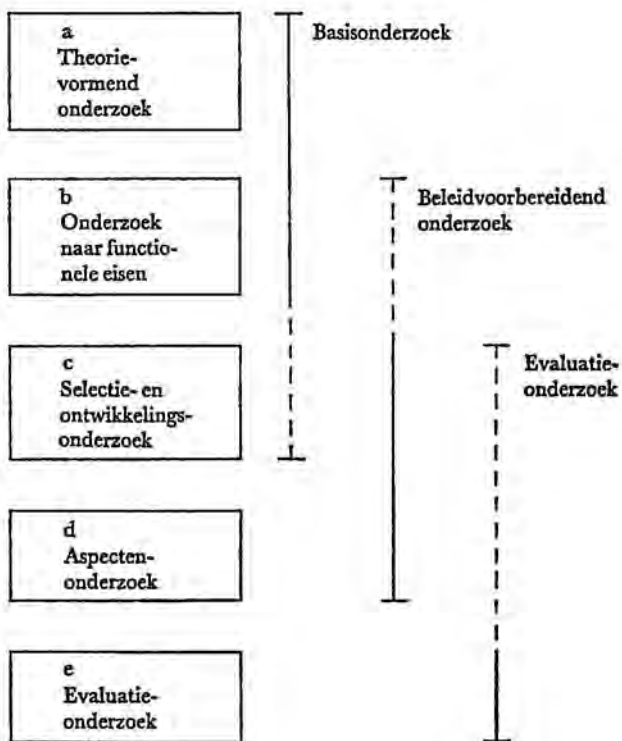 a
Theorie-
vormend
onderzoek
Basisonderzoek
b
Onderzoek
naar functio-
nele eisen
Beleidvoorbereidend
onderzoek
c
Selectie- en
ontwikkelings-
onderzoek
Evaluatie-
onderzoek
d
Aspecten-
onderzoek
e
Evaluatie-
onderzoek